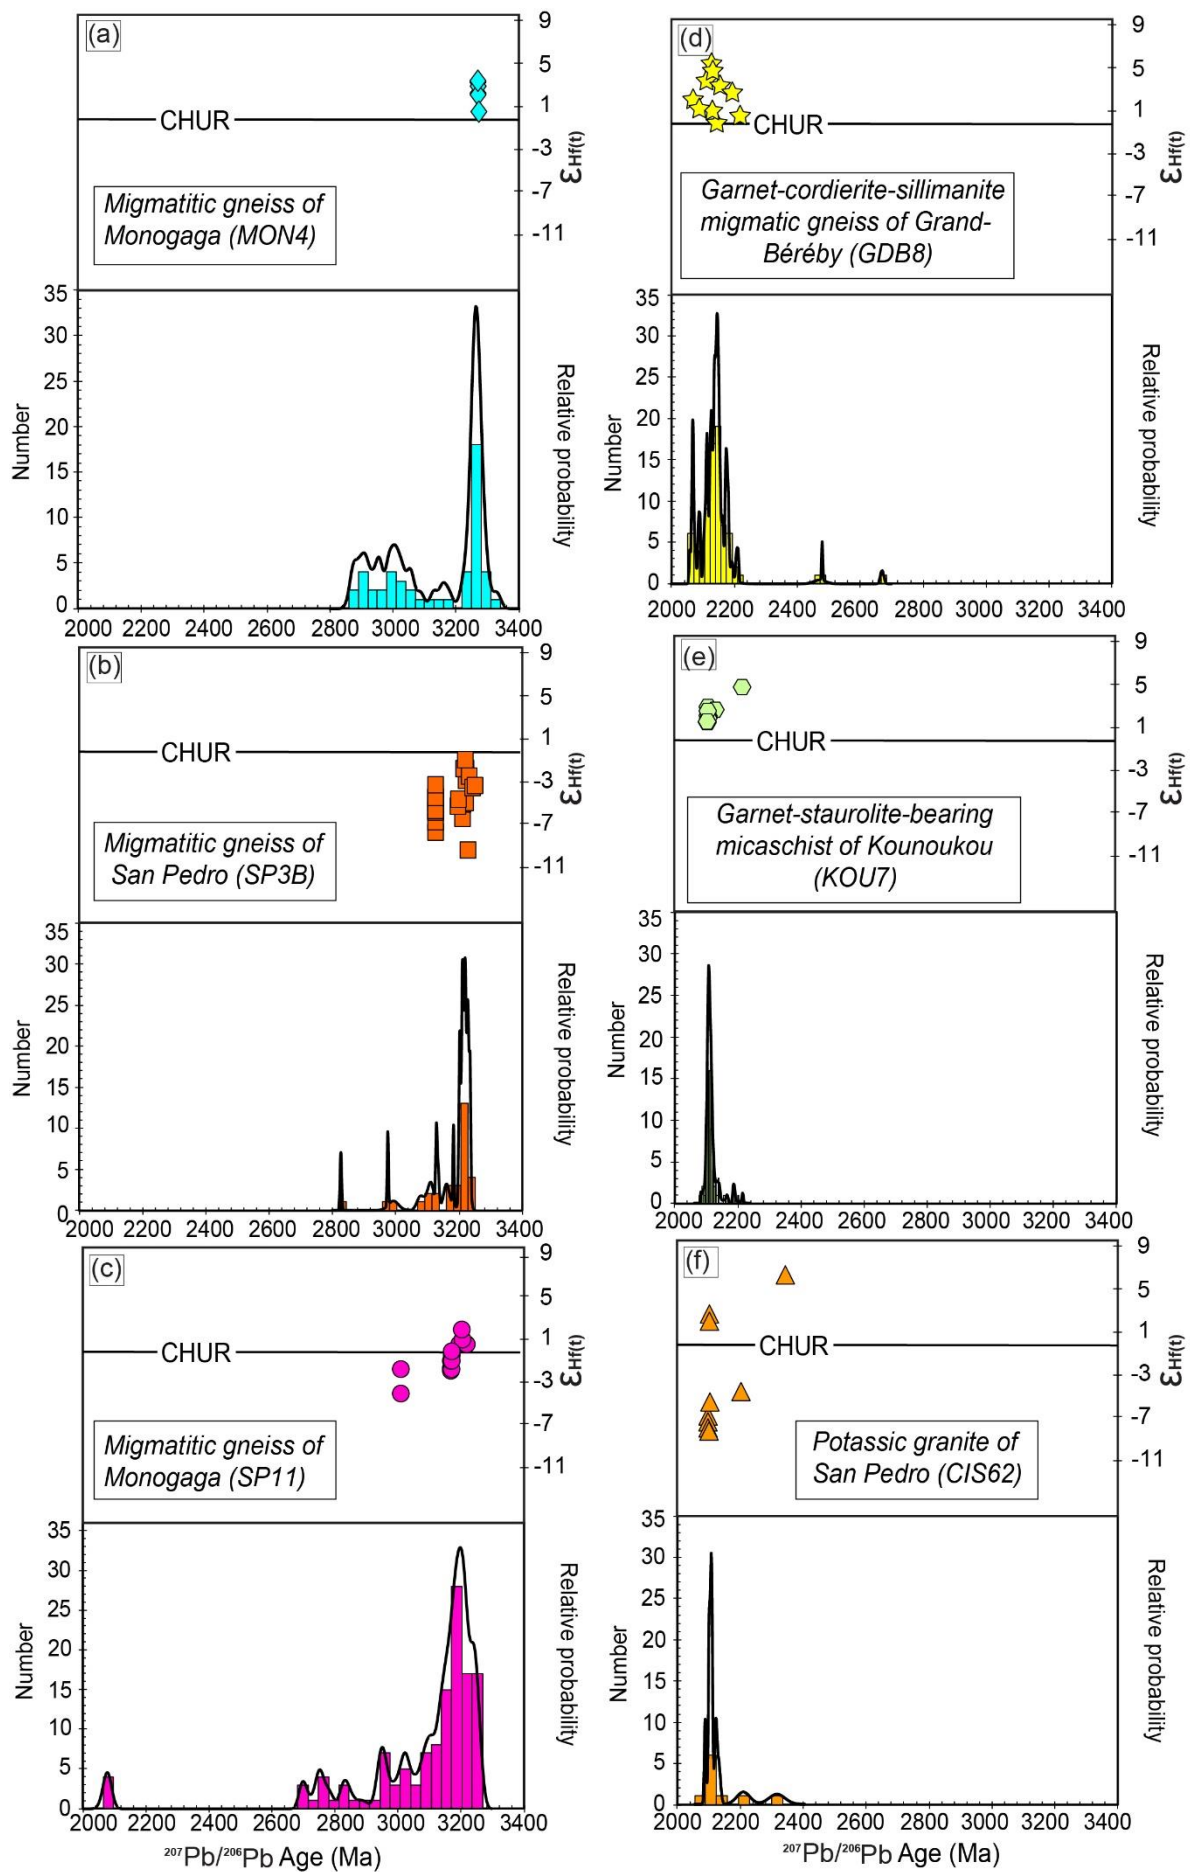 (a)
9
5
1
CHUR
-3
-7
-11
εHf(t)
Migmatitic gneiss of
Monogaga (MON4)
35
30
25
20
15
10
5
0
Number
Relative probability
2000 2200 2400 2600 2800 3000 3200 3400
(b)
9
5
1
CHUR
-3
-7
-11
εHf(t)
Migmatitic gneiss of
San Pedro (SP3B)
35
30
25
20
15
10
5
0
Number
Relative probability
2000 2200 2400 2600 2800 3000 3200 3400
(c)
9
5
1
CHUR
-3
-7
-11
εHf(t)
Migmatitic gneiss of
Monogaga (SP11)
35
30
25
20
15
10
5
0
Number
Relative probability
2000 2200 2400 2600 2800 3000 3200 3400
²⁰⁷Pb/²⁰⁶Pb Age (Ma)
(d)
9
5
1
CHUR
-3
-7
-11
εHf(t)
Garnet-cordierite-sillimanite
migmatic gneiss of Grand-
Béréby (GDB8)
35
30
25
20
15
10
5
0
Number
Relative probability
2000 2200 2400 2600 2800 3000 3200 3400
(e)
9
5
1
CHUR
-3
-7
-11
εHf(t)
Garnet-staurolite-bearing
micaschist of Kounoukou
(KOU7)
35
30
25
20
15
10
5
0
Number
Relative probability
2000 2200 2400 2600 2800 3000 3200 3400
(f)
9
5
1
CHUR
-3
-7
-11
εHf(t)
Potassic granite of
San Pedro (CIS62)
35
30
25
20
15
10
5
0
Number
Relative probability
2000 2200 2400 2600 2800 3000 3200 3400
²⁰⁷Pb/²⁰⁶Pb Age (Ma)